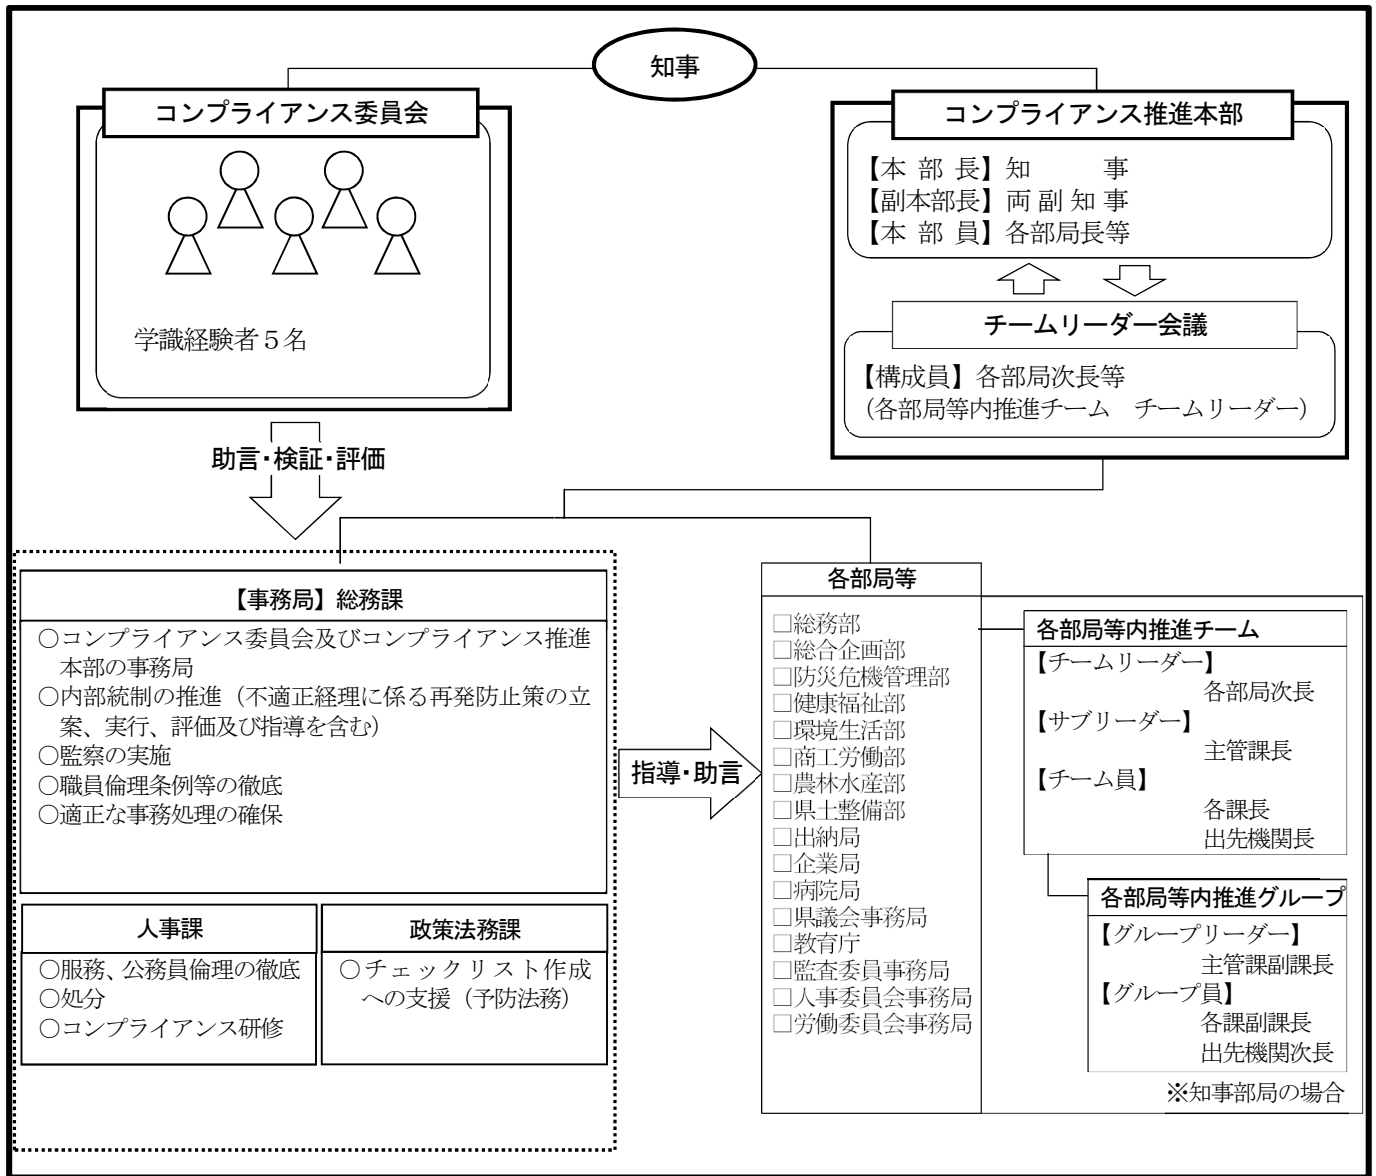 知事
コンプライアンス委員会
学識経験者５名
コンプライアンス推進本部
【本 部 長】知　　　事
【副本部長】両 副 知 事
【本 部 員】各部局長等
チームリーダー会議
【構成員】各部局次長等
（各部局等内推進チーム　チームリーダー）
助言・検証・評価
【事務局】総務課
○コンプライアンス委員会及びコンプライアンス推進
本部の事務局
○内部統制の推進（不適正経理に係る再発防止策の立
案、実行、評価及び指導を含む）
○監察の実施
○職員倫理条例等の徹底
○適正な事務処理の確保
人事課
○服務、公務員倫理の徹底
○処分
○コンプライアンス研修
政策法務課
○チェックリスト作成
への支援（予防法務）
指導・助言
各部局等
□総務部
□総合企画部
□防災危機管理部
□健康福祉部
□環境生活部
□商工労働部
□農林水産部
□県土整備部
□出納局
□企業局
□病院局
□県議会事務局
□教育庁
□監査委員事務局
□人事委員会事務局
□労働委員会事務局
各部局等内推進チーム
【チームリーダー】
各部局次長
【サブリーダー】
主管課長
【チーム員】
各課長
出先機関長
各部局等内推進グループ
【グループリーダー】
主管課副課長
【グループ員】
各課副課長
出先機関次長
※知事部局の場合